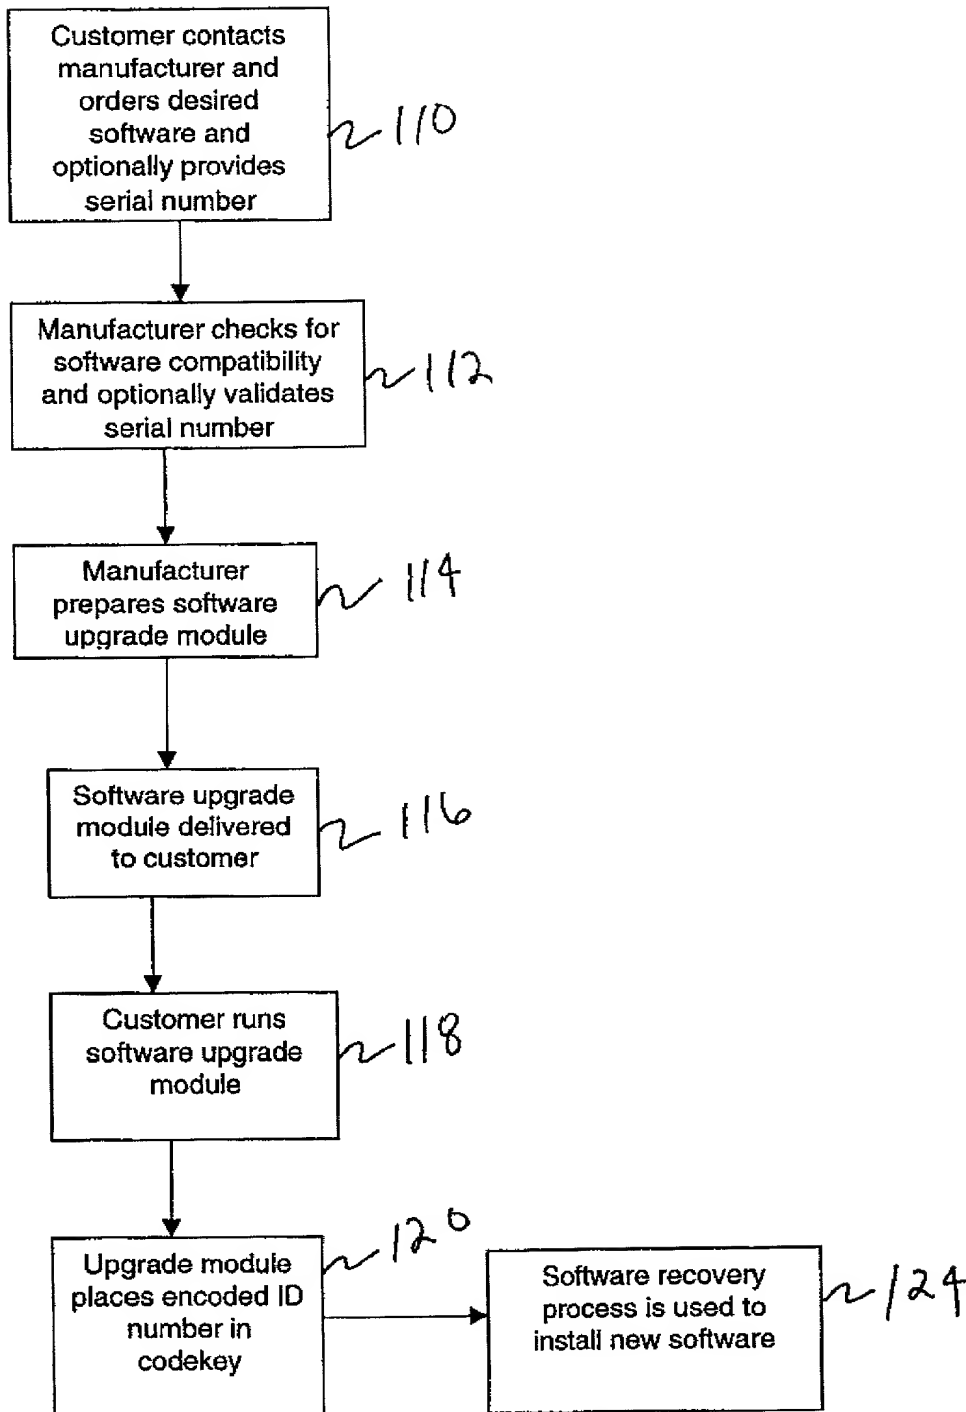 Customer contacts
manufacturer and
orders desired
software and
optionally provides
serial number
110
Manufacturer checks for
software compatibility
and optionally validates
serial number
112
Manufacturer
prepares software
upgrade module
114
Software upgrade
module delivered
to customer
116
Customer runs
software upgrade
module
118
Upgrade module
places encoded ID
number in
codekey
120
Software recovery
process is used to
install new software
124